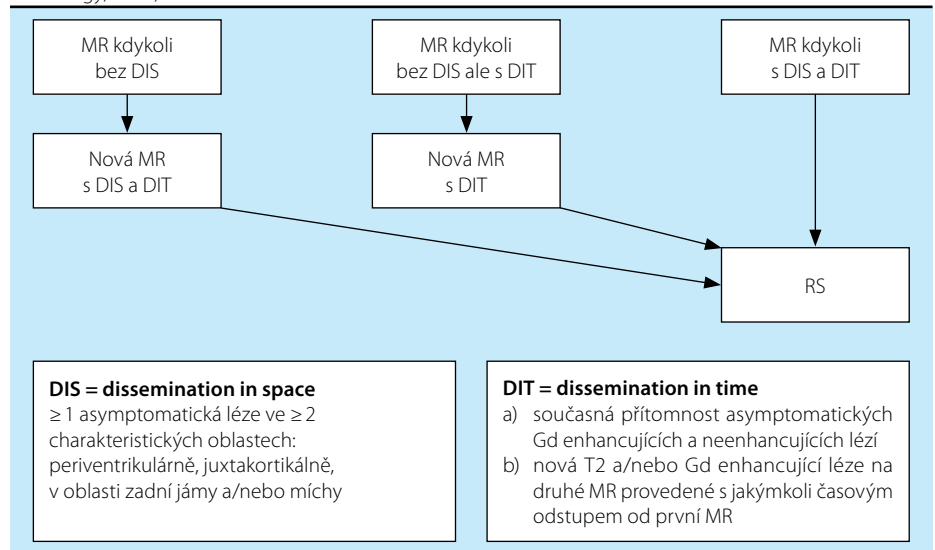 MR kdykoli
bez DIS
MR kdykoli
bez DIS ale s DIT
MR kdykoli
s DIS a DIT
Nová MR
s DIS a DIT
Nová MR
s DIT
RS
DIS = dissemination in space
≥ 1 asymptomatická léze ve ≥ 2
charakteristických oblastech:
periventrikulárně, juxtakortikálně,
v oblasti zadní jámy a/nebo míchy
DIT = dissemination in time
a) současná přítomnost asymptomatických
Gd enhancujících a neenhancujících lézí
b) nová T2 a/nebo Gd enhancující léze na
druhé MR provedené s jakýmkoli časovým
odstupem od první MR